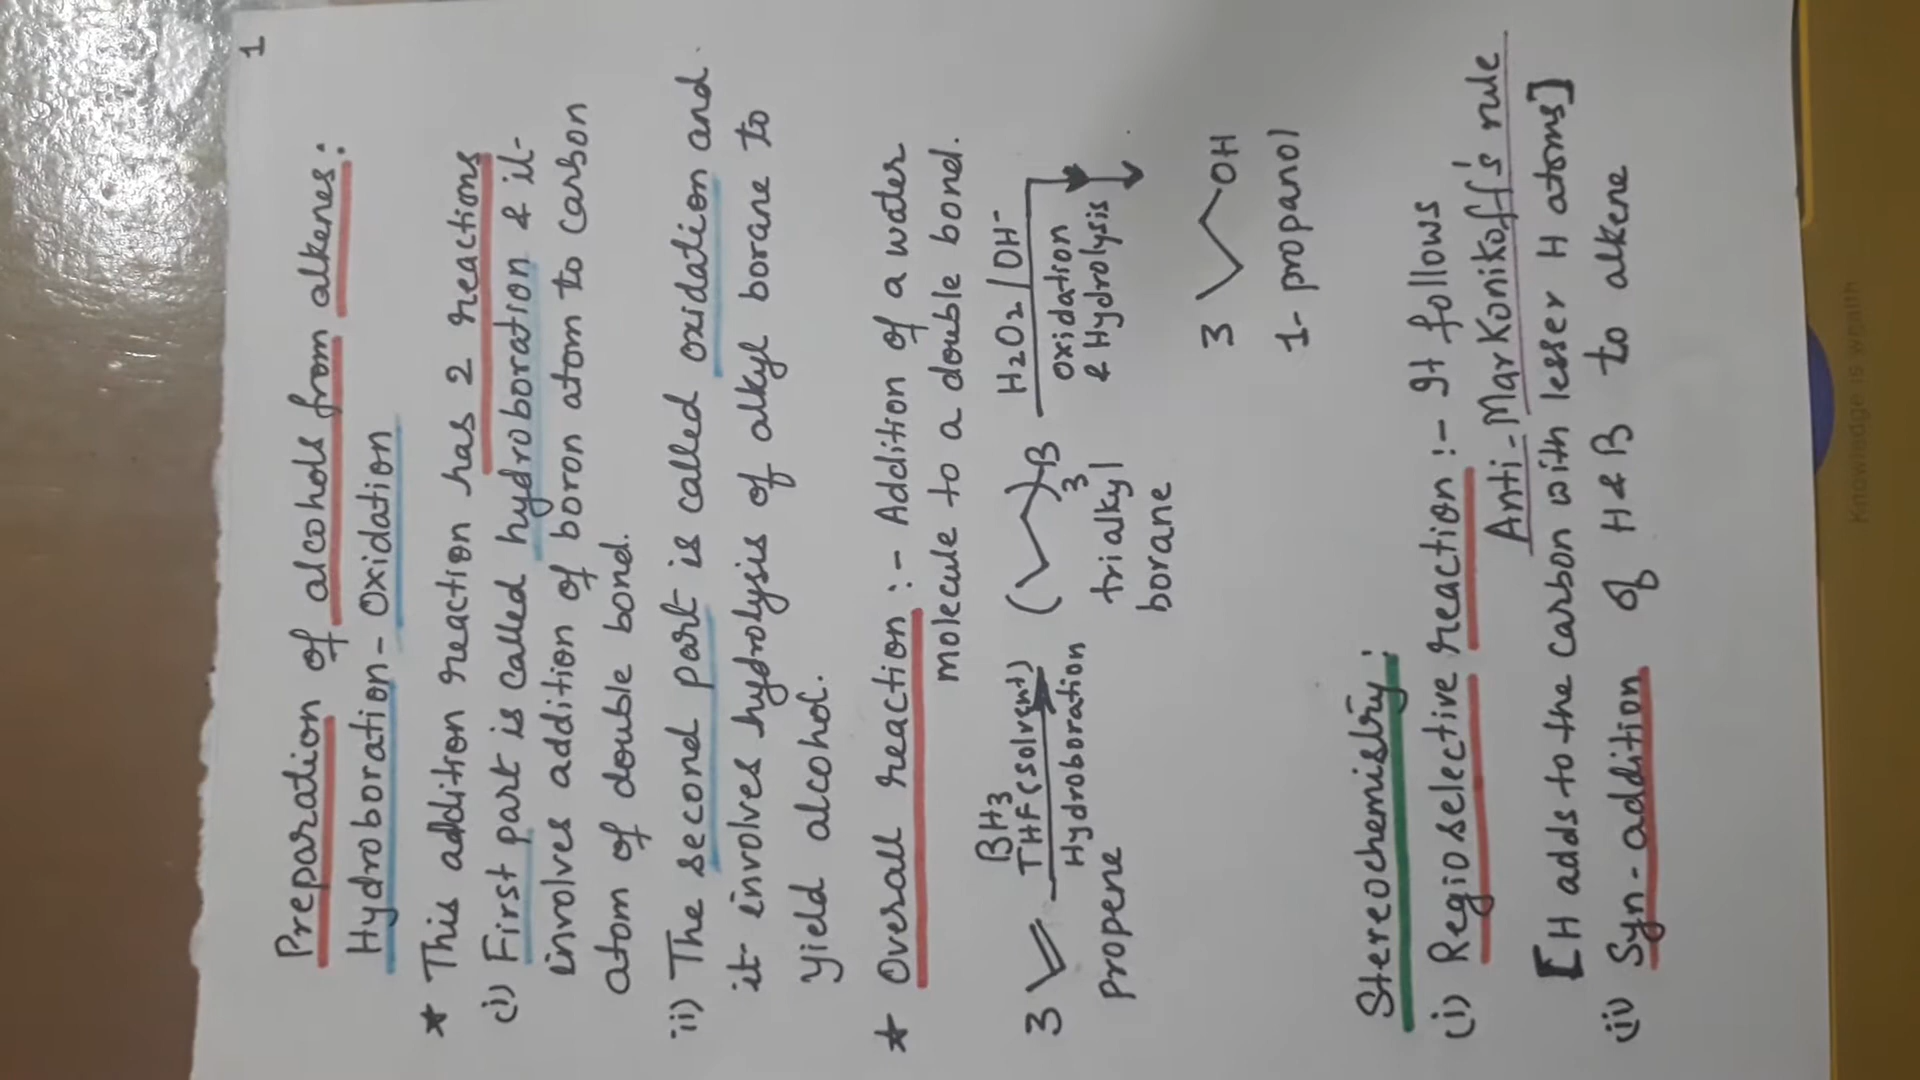 1
Preparation of alcohols from alkenes:
Hydroboration-Oxidation
* This addition reaction has 2 reactions
(i) First part is called hydroboration & it
involves addition of boron atom to carbon
atom of double bond.
ii) The second part is called oxidation and
it involves hydrolysis of alkyl borane to
yield alcohol.
* Overall reaction :- Addition of a water
molecule to a double bond.
BH3
THF (solvent)
Hydroboration
3
propene
( )3B
trialkyl
borane
H2O2/OH-
oxidation
& Hydrolysis
3 OH
1-propanol
Stereochemistry:
(i) Regioselective reaction :- It follows
Anti-MarKoniKoff's rule
[H adds to the carbon with lesser H atoms]
(ii) Syn-addition of H & B to alkene
Knowledge is wealth